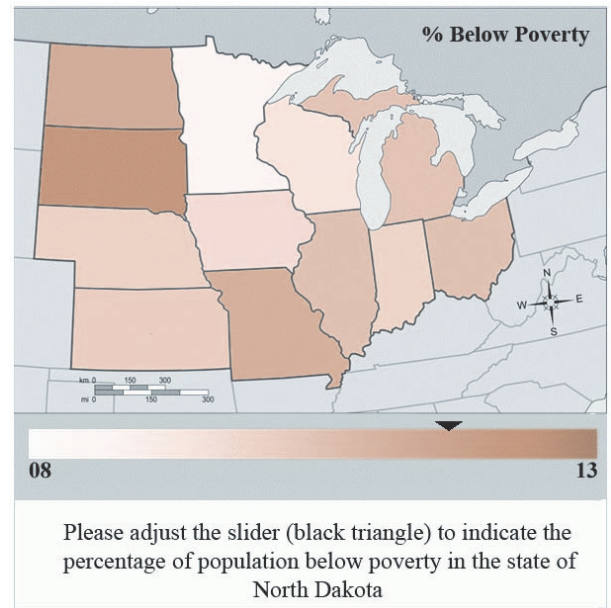 % Below Poverty
N
W E
S
km 0 150 300
mi 0 150 300
08 13
Please adjust the slider (black triangle) to indicate the
percentage of population below poverty in the state of
North Dakota